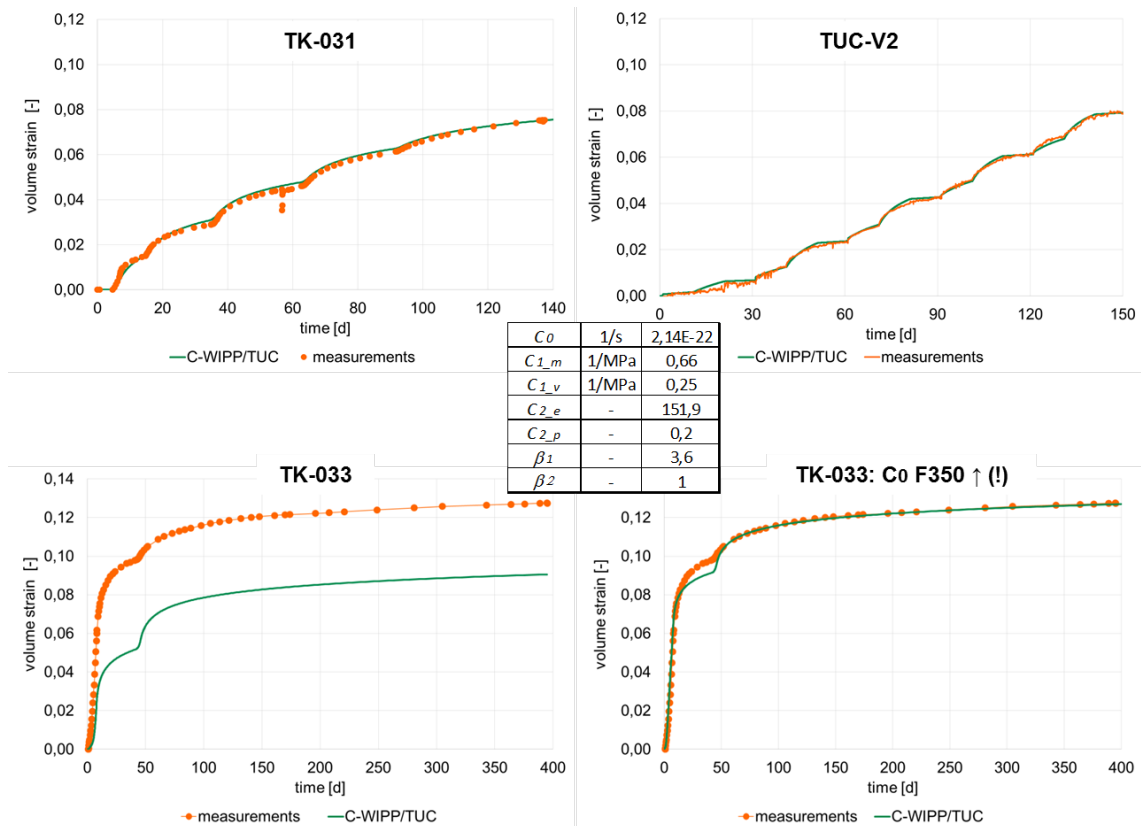 TK-031
volume strain [-]
0,12
0,10
0,08
0,06
0,04
0,02
0,00
0 20 40 60 80 100 120 140
time [d]
C-WIPP/TUC measurements
TUC-V2
volume strain [-]
0,12
0,10
0,08
0,06
0,04
0,02
0,00
0 30 60 90 120 150
time [d]
C-WIPP/TUC measurements
C0 1/s 2,14E-22
C1_m 1/MPa 0,66
C1_v 1/MPa 0,25
C2_e - 151,9
C2_p - 0,2
β1 - 3,6
β2 - 1
TK-033
volume strain [-]
0,14
0,12
0,10
0,08
0,06
0,04
0,02
0,00
0 50 100 150 200 250 300 350 400
time [d]
measurements C-WIPP/TUC
TK-033: C0 F350 ↑ (!)
volume strain [-]
0,14
0,12
0,10
0,08
0,06
0,04
0,02
0,00
0 50 100 150 200 250 300 350 400
time [d]
measurements C-WIPP/TUC